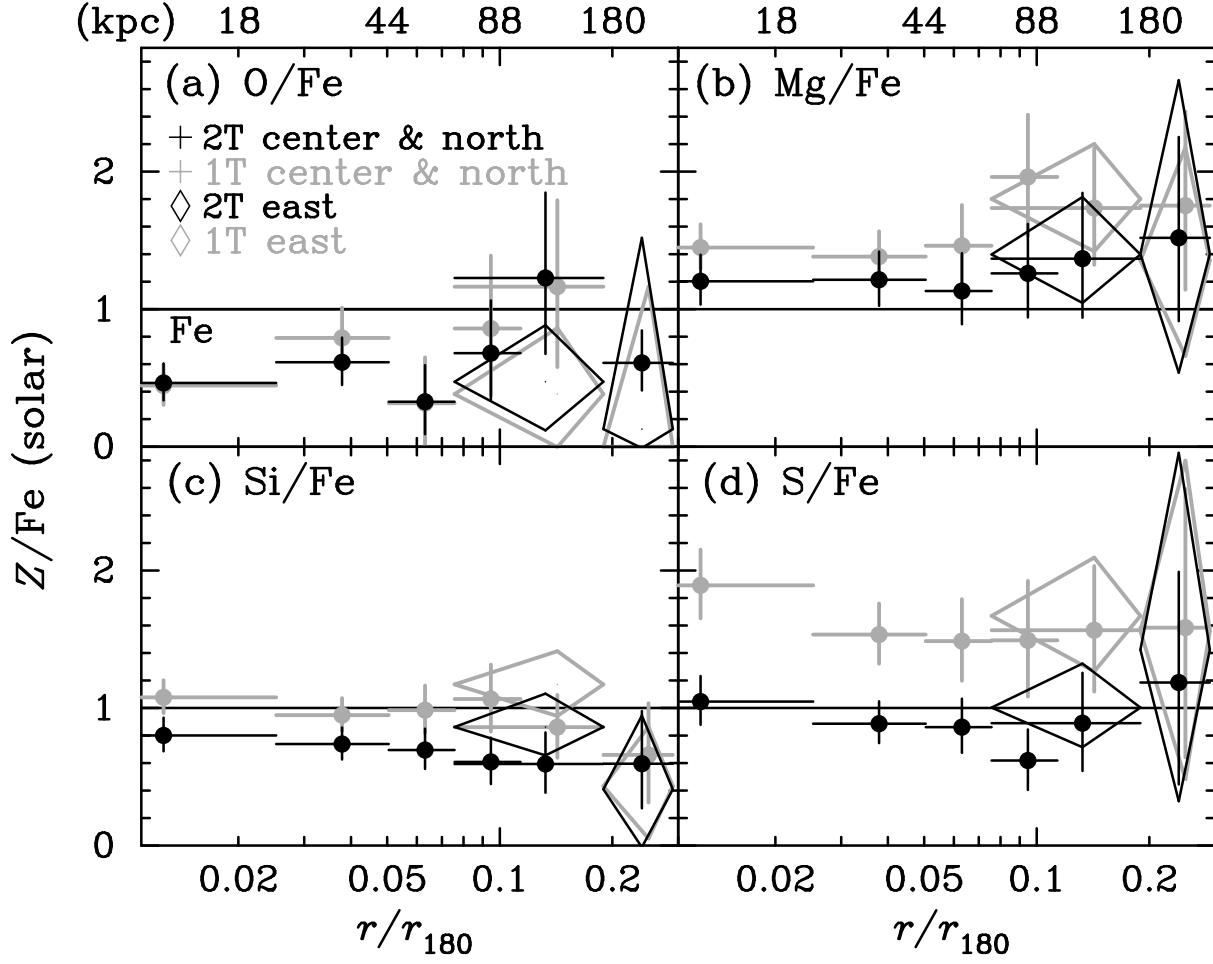 (kpc) 18 44 88 180 18 44 88 180
(a) O/Fe
2T center & north
1T center & north
2T east
1T east
Fe
(b) Mg/Fe
2
1
0
(c) Si/Fe
(d) S/Fe
2
1
0
Z/Fe (solar)
0.02 0.05 0.1 0.2 0.02 0.05 0.1 0.2
r/r180 r/r180